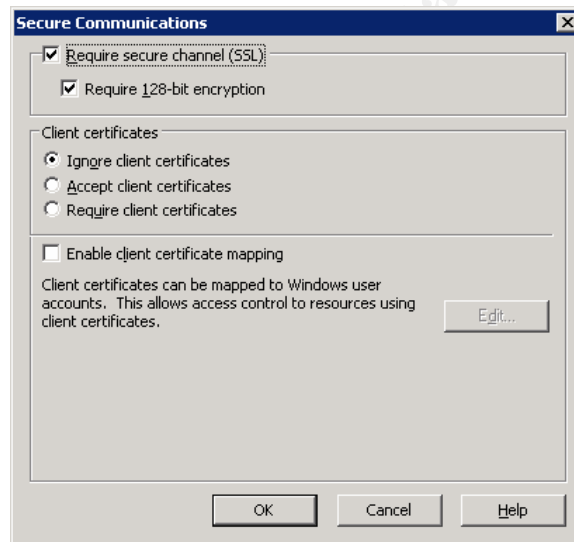 Secure Communications
Require secure channel (SSL)
Require 128-bit encryption
Client certificates
Ignore client certificates
Accept client certificates
Require client certificates
Enable client certificate mapping
Client certificates can be mapped to Windows user
accounts. This allows access control to resources using
client certificates.
Edit...
OK
Cancel
Help